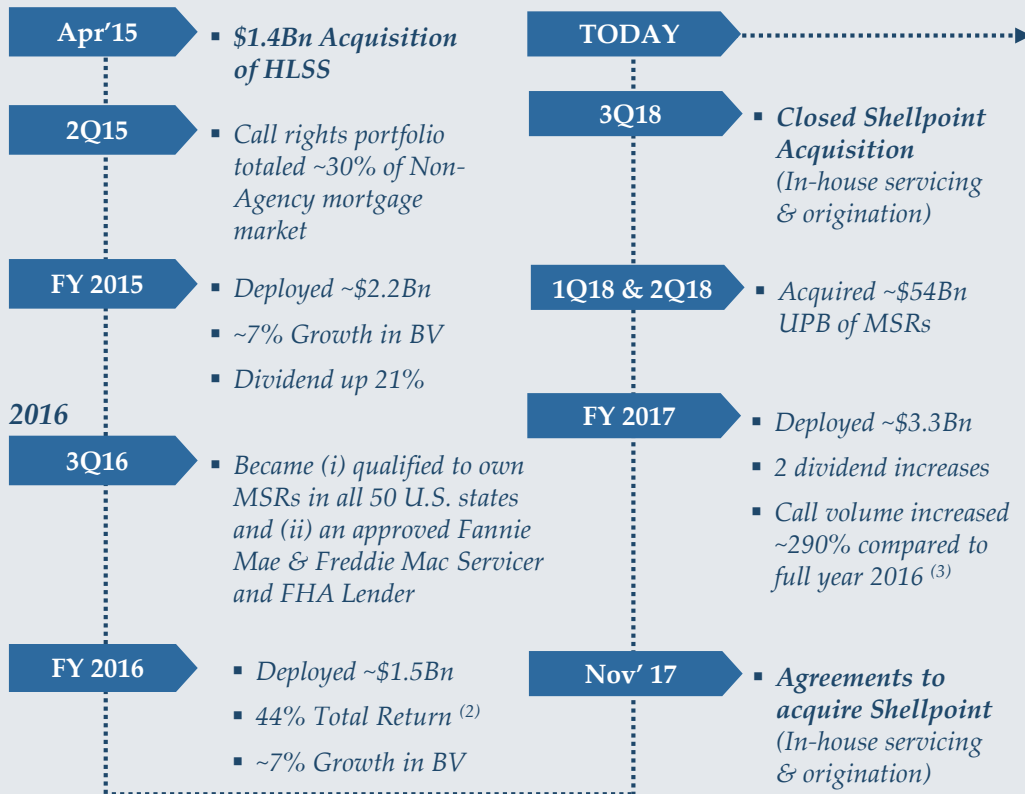 Apr'15
▪ $1.4Bn Acquisition
of HLSS
2Q15
▪ Call rights portfolio
totaled ~30% of Non-
Agency mortgage
market
FY 2015
▪ Deployed ~$2.2Bn
▪ ~7% Growth in BV
▪ Dividend up 21%
2016
3Q16
▪ Became (i) qualified to own
MSRs in all 50 U.S. states
and (ii) an approved Fannie
Mae & Freddie Mac Servicer
and FHA Lender
FY 2016
▪ Deployed ~$1.5Bn
▪ 44% Total Return (2)
▪ ~7% Growth in BV
TODAY
3Q18
▪ Closed Shellpoint
Acquisition
(In-house servicing
& origination)
1Q18 & 2Q18
▪ Acquired ~$54Bn
UPB of MSRs
FY 2017
▪ Deployed ~$3.3Bn
▪ 2 dividend increases
▪ Call volume increased
~290% compared to
full year 2016 (3)
Nov' 17
▪ Agreements to
acquire Shellpoint
(In-house servicing
& origination)